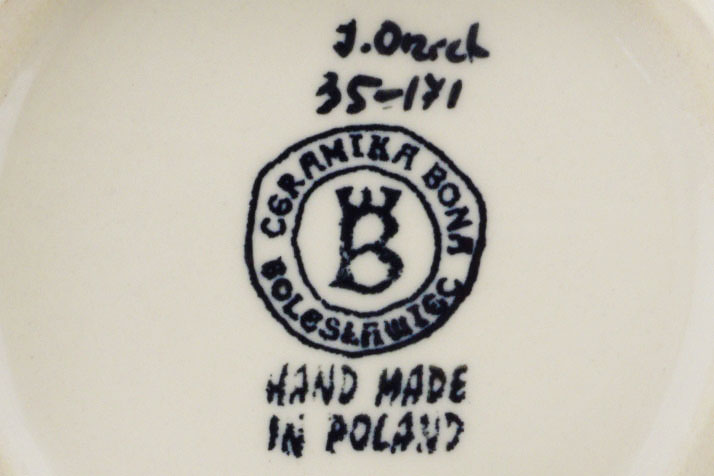 J. Orzech
35-171
CERAMIKA BONA
B
BOLESŁAWIEC
HAND MADE
IN POLAND